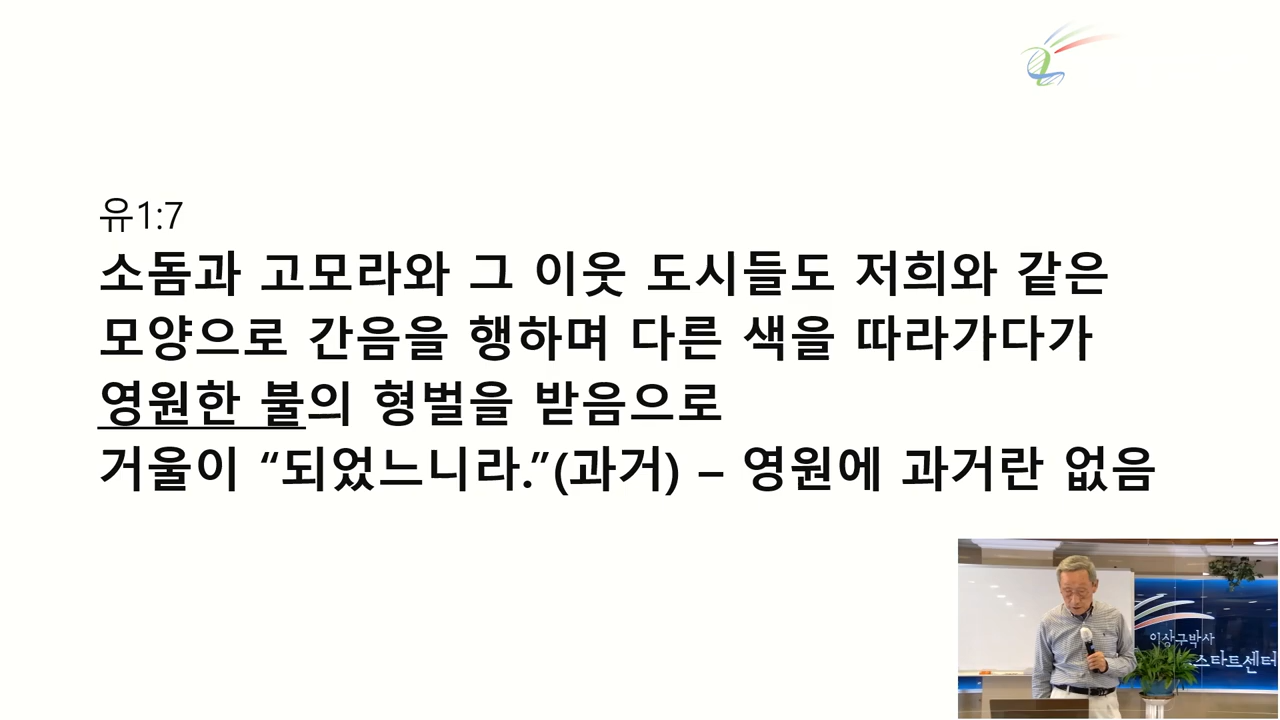 유1:7
소돔과 고모라와 그 이웃 도시들도 저희와 같은
모양으로 간음을 행하며 다른 색을 따라가다가
영원한 불의 형벌을 받음으로
거울이 “되었느니라.”(과거) – 영원에 과거란 없음
이상구박사
스타트센터